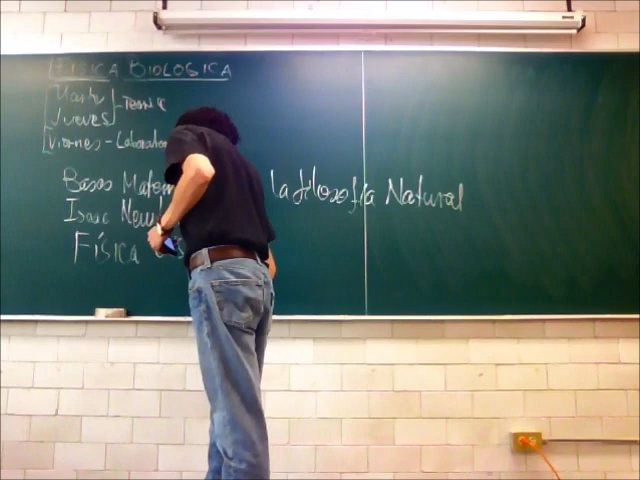 FISICA BIOLOGICA
Martes
Jueves - Teoria
Viernes - Laboratorio
Bases Matem la filosofía Natural
Isaac Newt
Física